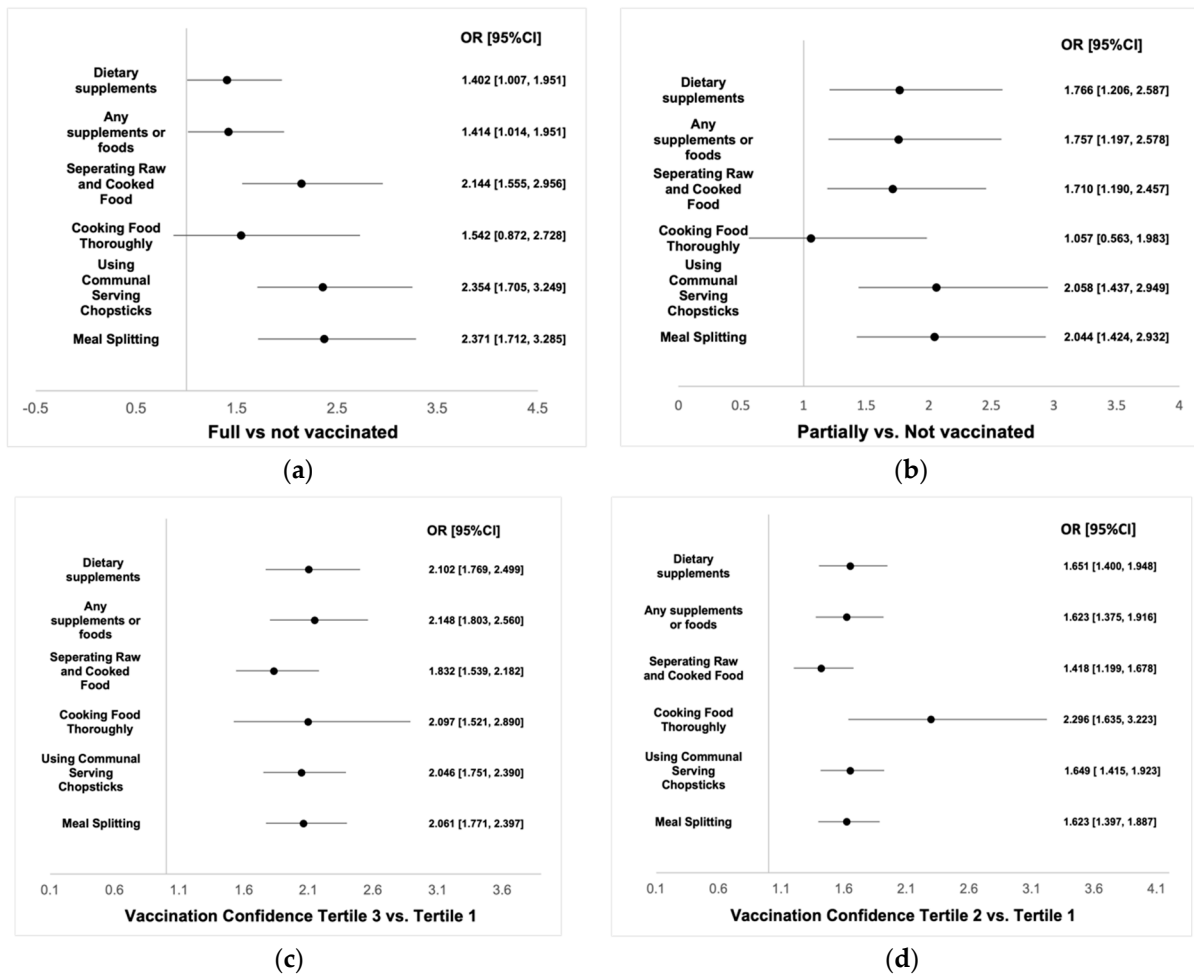 OR [95%CI]
Dietary
supplements
1.402 [1.007, 1.951]
Any
supplements or
foods
1.414 [1.014, 1.951]
Seperating Raw
and Cooked
Food
2.144 [1.555, 2.956]
Cooking Food
Thoroughly
1.542 [0.872, 2.728]
Using
Communal
Serving
Chopsticks
2.354 [1.705, 3.249]
Meal Splitting
2.371 [1.712, 3.285]
-0.5 0.5 1.5 2.5 3.5 4.5
Full vs not vaccinated
(a)
OR [95%CI]
Dietary
supplements
1.766 [1.206, 2.587]
Any
supplements or
foods
1.757 [1.197, 2.578]
Seperating Raw
and Cooked
Food
1.710 [1.190, 2.457]
Cooking Food
Thoroughly
1.057 [0.563, 1.983]
Using
Communal
Serving
Chopsticks
2.058 [1.437, 2.949]
Meal Splitting
2.044 [1.424, 2.932]
0 0.5 1 1.5 2 2.5 3 3.5 4
Partially vs. Not vaccinated
(b)
OR [95%CI]
Dietary
supplements
2.102 [1.769, 2.499]
Any
supplements or
foods
2.148 [1.803, 2.560]
Seperating Raw
and Cooked
Food
1.832 [1.539, 2.182]
Cooking Food
Thoroughly
2.097 [1.521, 2.890]
Using Communal
Serving
Chopsticks
2.046 [1.751, 2.390]
Meal Splitting
2.061 [1.771, 2.397]
0.1 0.6 1.1 1.6 2.1 2.6 3.1 3.6
Vaccination Confidence Tertile 3 vs. Tertile 1
(c)
OR [95%CI]
Dietary
supplements
1.651 [1.400, 1.948]
Any supplements
or foods
1.623 [1.375, 1.916]
Seperating Raw
and Cooked Food
1.418 [1.199, 1.678]
Cooking Food
Thoroughly
2.296 [1.635, 3.223]
Using Communal
Serving
Chopsticks
1.649 [ 1.415, 1.923]
Meal Splitting
1.623 [1.397, 1.887]
0.1 0.6 1.1 1.6 2.1 2.6 3.1 3.6 4.1
Vaccination Confidence Tertile 2 vs. Tertile 1
(d)